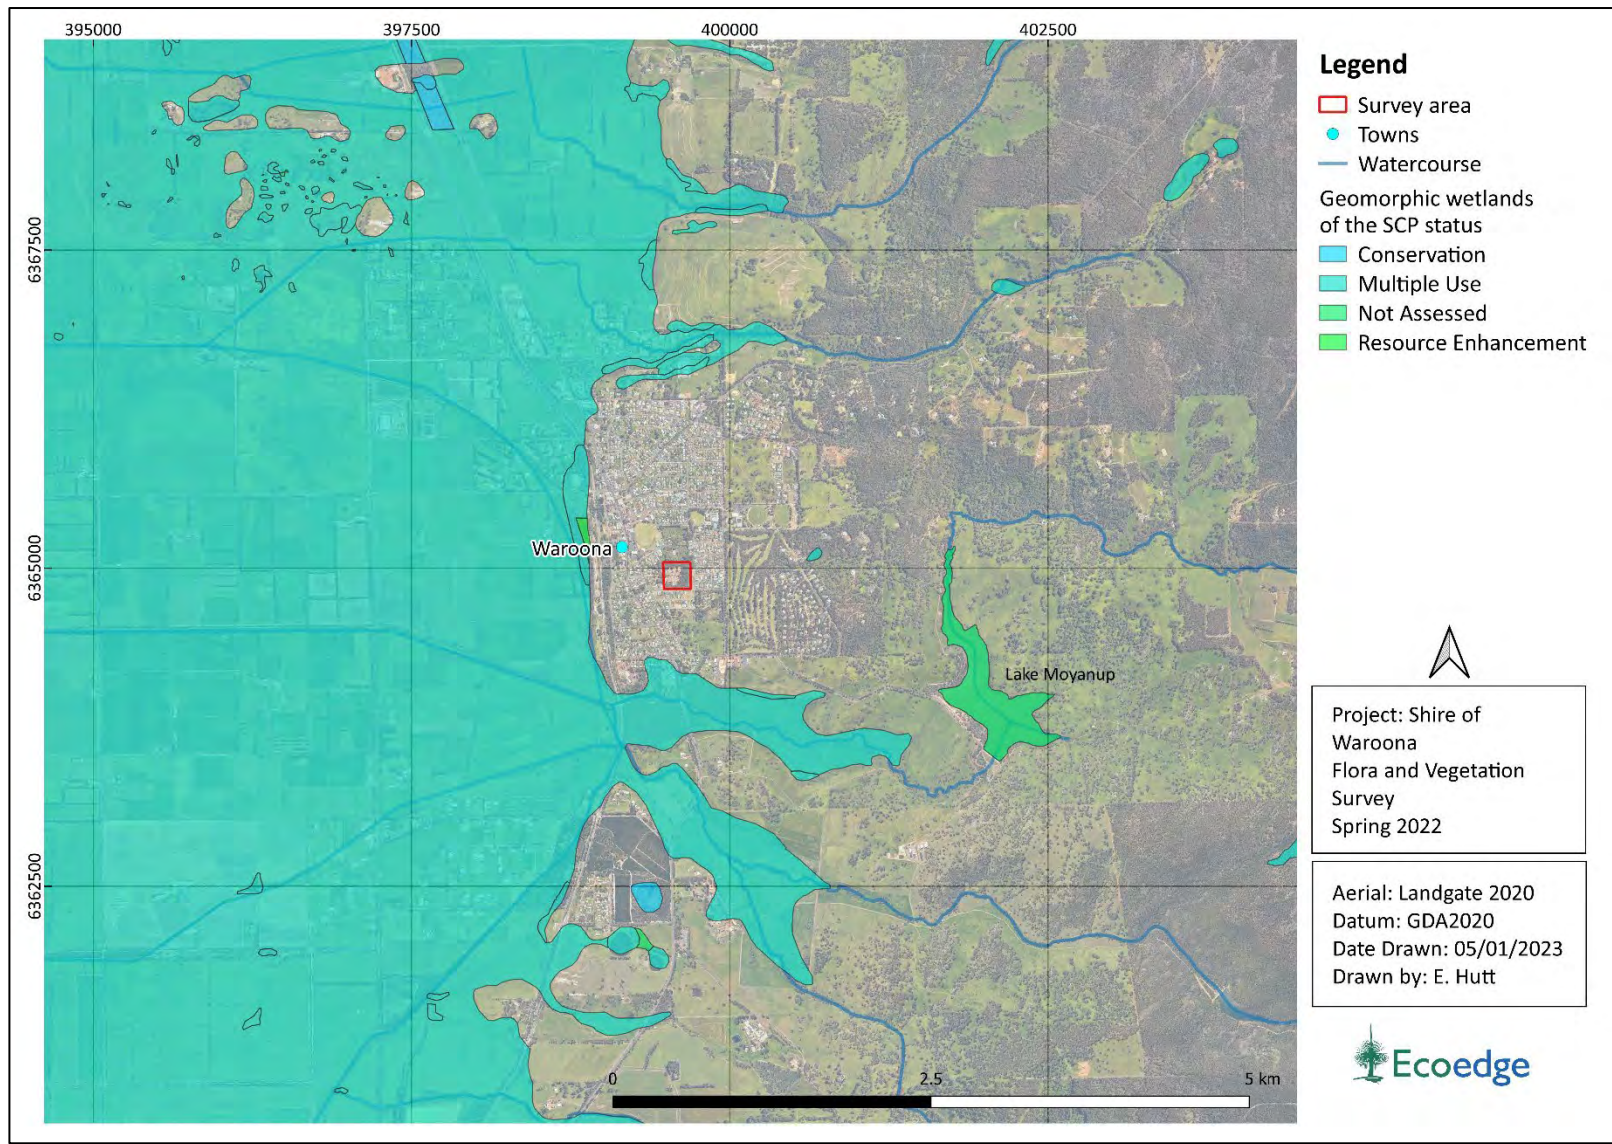 395000
397500
400000
402500
6367500
6365000
6362500
Waroona
Lake Moyanup
0
2.5
5 km
Legend
Survey area
Towns
Watercourse
Geomorphic wetlands
of the SCP status
Conservation
Multiple Use
Not Assessed
Resource Enhancement
Project: Shire of
Waroona
Flora and Vegetation
Survey
Spring 2022
Aerial: Landgate 2020
Datum: GDA2020
Date Drawn: 05/01/2023
Drawn by: E. Hutt
Ecoedge